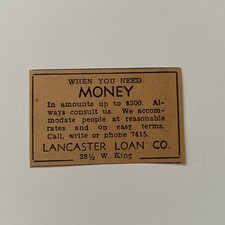 WHEN YOU NEED
MONEY
In amounts up to $300. Al-
ways consult us. We accom-
modate people at reasonable
rates and on easy terms.
Call, write or phone 7415.
LANCASTER LOAN CO.
28½ W. King